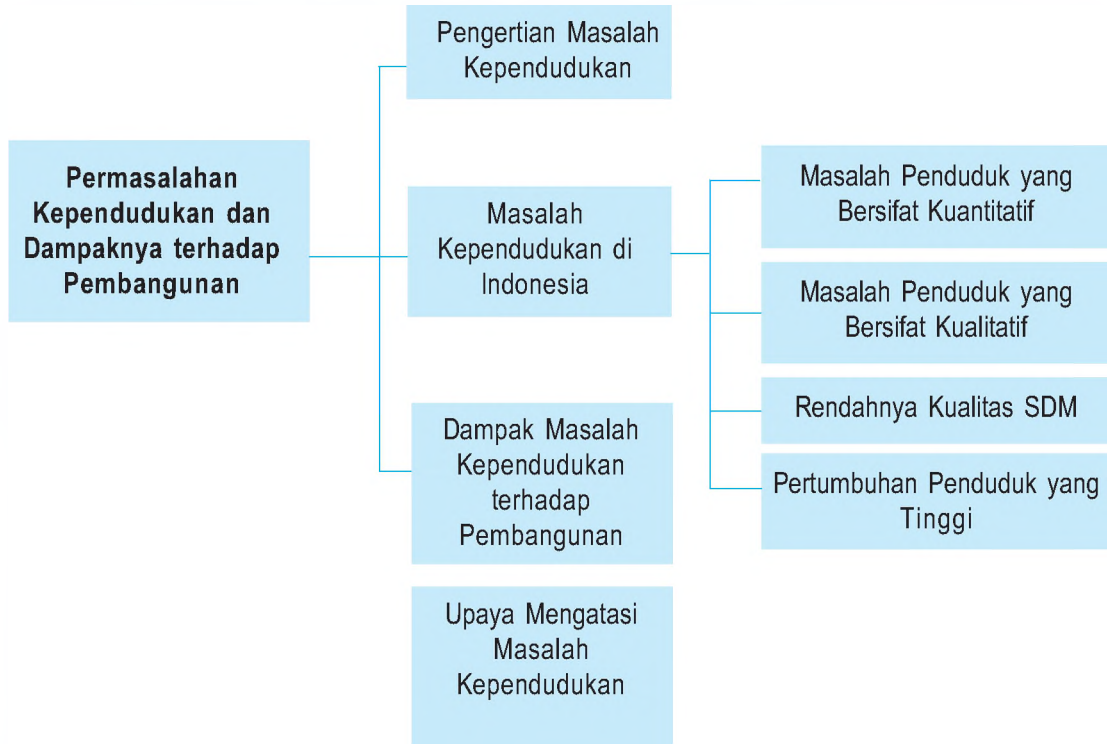 Permasalahan
Kependudukan dan
Dampaknya terhadap
Pembangunan
Pengertian Masalah
Kependudukan
Masalah
Kependudukan di
Indonesia
Dampak Masalah
Kependudukan
terhadap
Pembangunan
Upaya Mengatasi
Masalah
Kependudukan
Masalah Penduduk yang
Bersifat Kuantitatif
Masalah Penduduk yang
Bersifat Kualitatif
Rendahnya Kualitas SDM
Pertumbuhan Penduduk yang
Tinggi